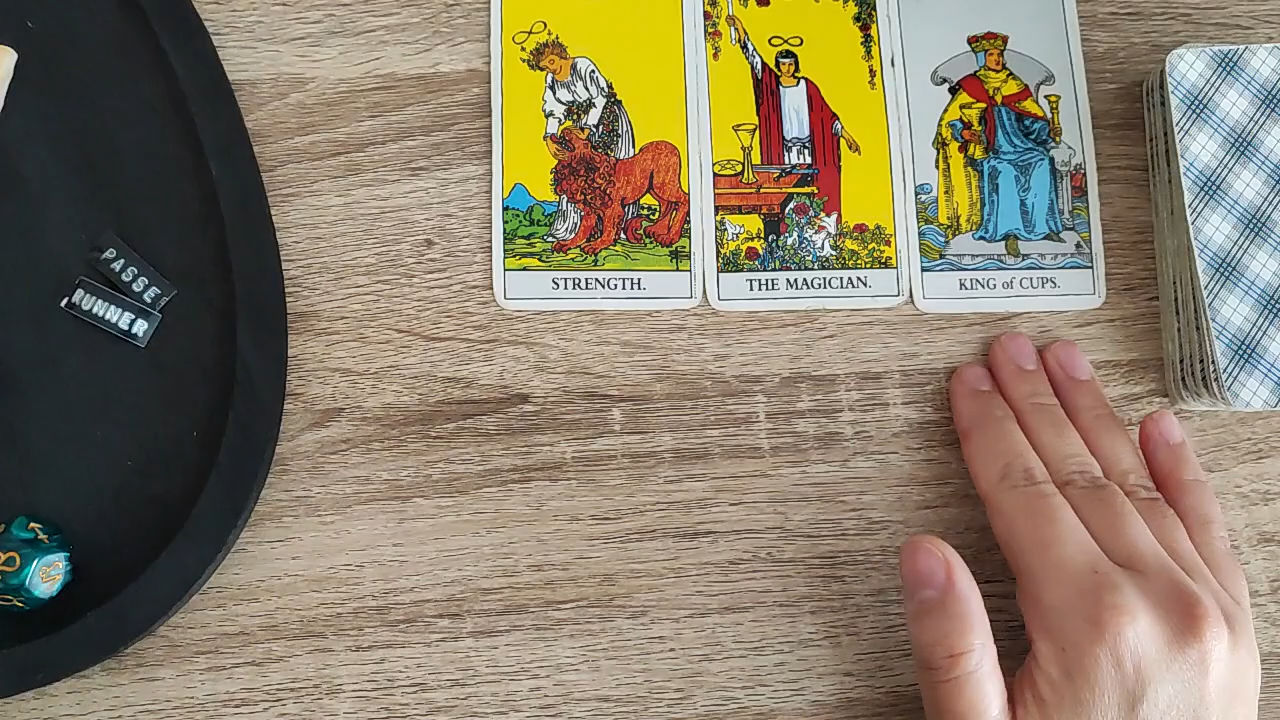 STRENGTH.
THE MAGICIAN.
KING of CUPS.
PASSE
RUNNER